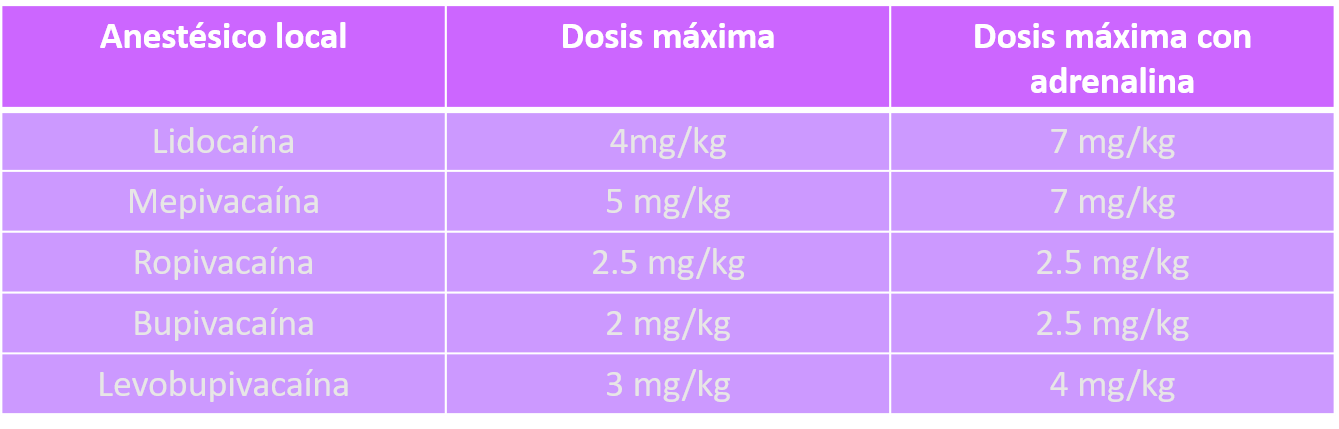 Anestésico local Dosis máxima Dosis máxima con
adrenalina
Lidocaína 4mg/kg 7 mg/kg
Mepivacaína 5 mg/kg 7 mg/kg
Ropivacaína 2.5 mg/kg 2.5 mg/kg
Bupivacaína 2 mg/kg 2.5 mg/kg
Levobupivacaína 3 mg/kg 4 mg/kg